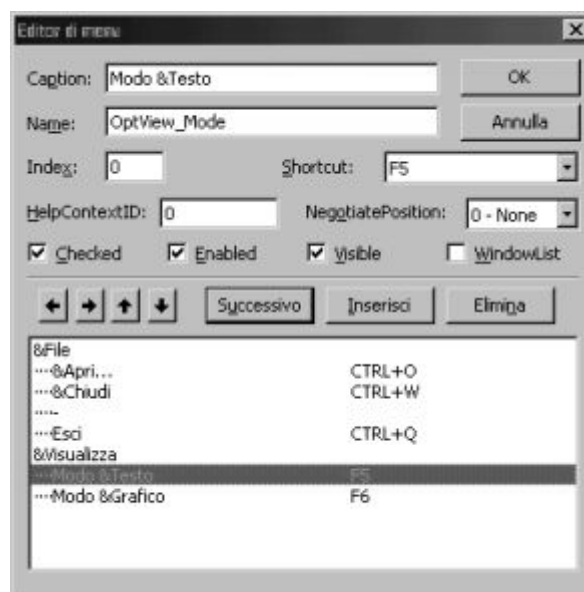 Editor di menu
Caption: Modo &Testo OK
Name: OptView_Mode Annulla
Index: 0 Shortcut: F5
HelpContextID: 0 NegotiatePosition: 0 - None
Checked Enabled Visible WindowList
Successivo Inserisci Elimina
&File
····&Apri... CTRL+O
····&Chiudi CTRL+W
····-
····Esci CTRL+Q
&Visualizza
····Modo &Testo F5
····Modo &Grafico F6